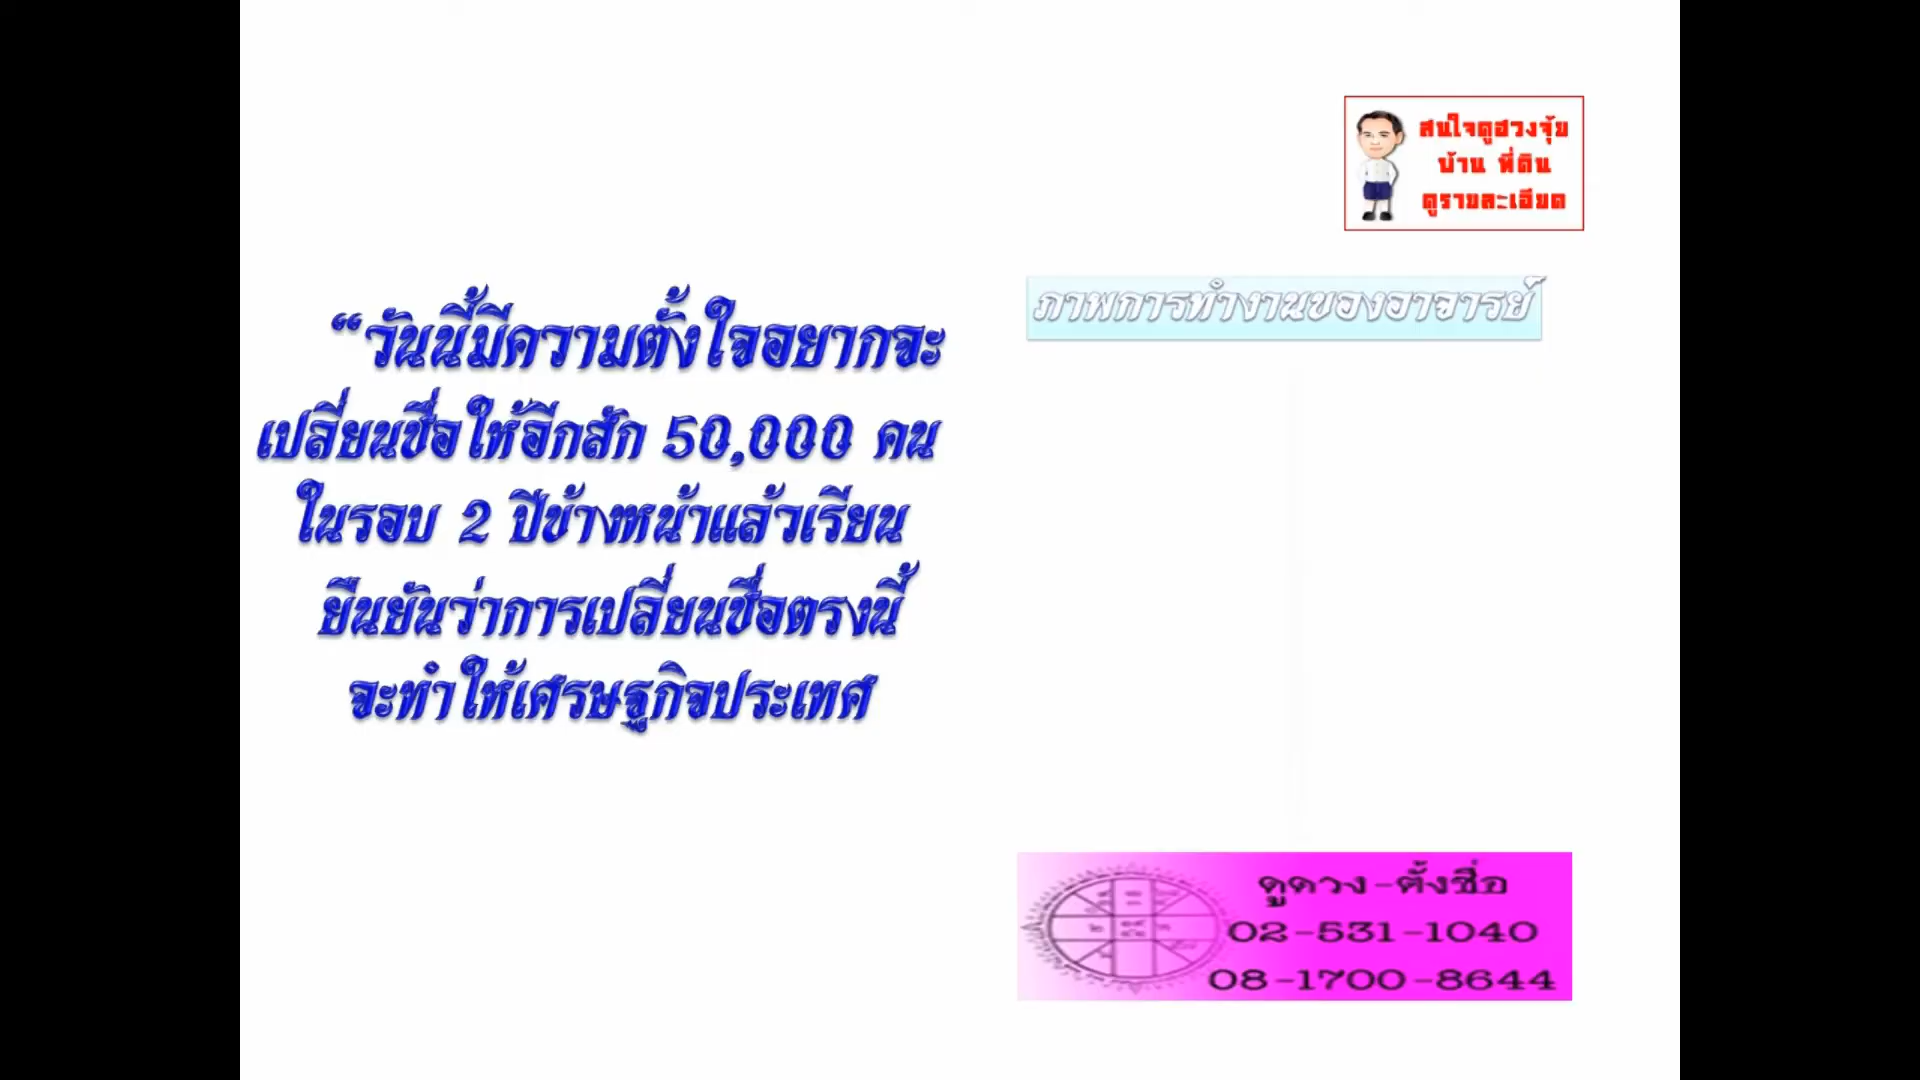 สนใจดูฮวงจุ้ย
บ้าน ที่ดิน
ดูรายละเอียด
ภาพการทำงานของอาจารย์
“วันนี้มีความตั้งใจอยากจะ
เปลี่ยนชื่อให้อีกสัก 50,000 คน
ในรอบ 2 ปีข้างหน้าแล้วเรียน
ยืนยันว่าการเปลี่ยนชื่อตรงนี้
จะทำให้เศรษฐกิจประเทศ
ดูดวง-ตั้งชื่อ
02-531-1040
08-1700-8644